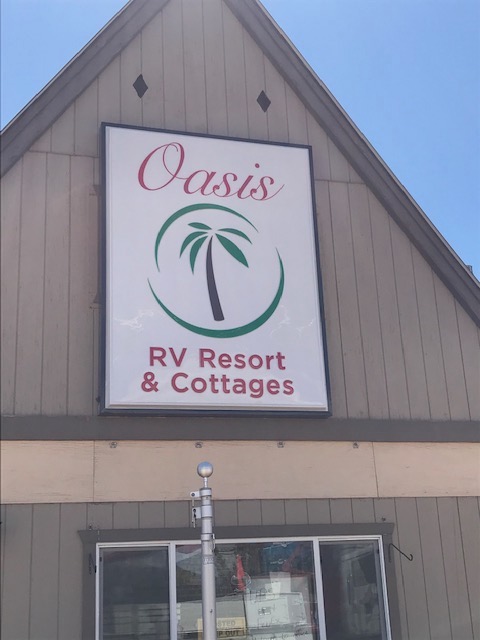 Oasis
RV Resort
& Cottages